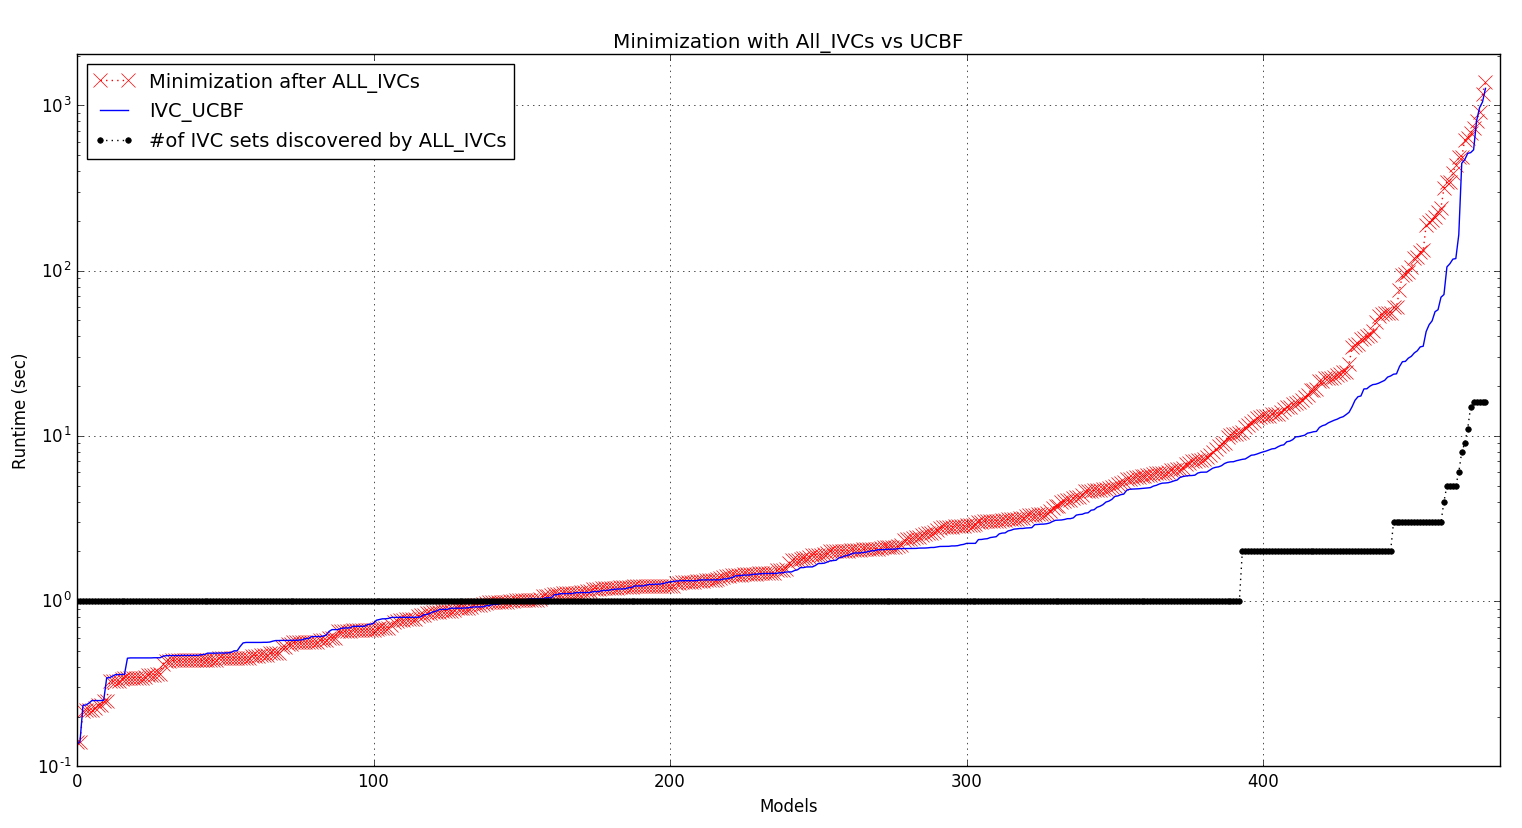 Minimization with All_IVCs vs UCBF
Minimization after ALL_IVCs
IVC_UCBF
#of IVC sets discovered by ALL_IVCs
10^3
10^2
10^1
10^0
10^-1
Runtime (sec)
0 100 200 300 400
Models